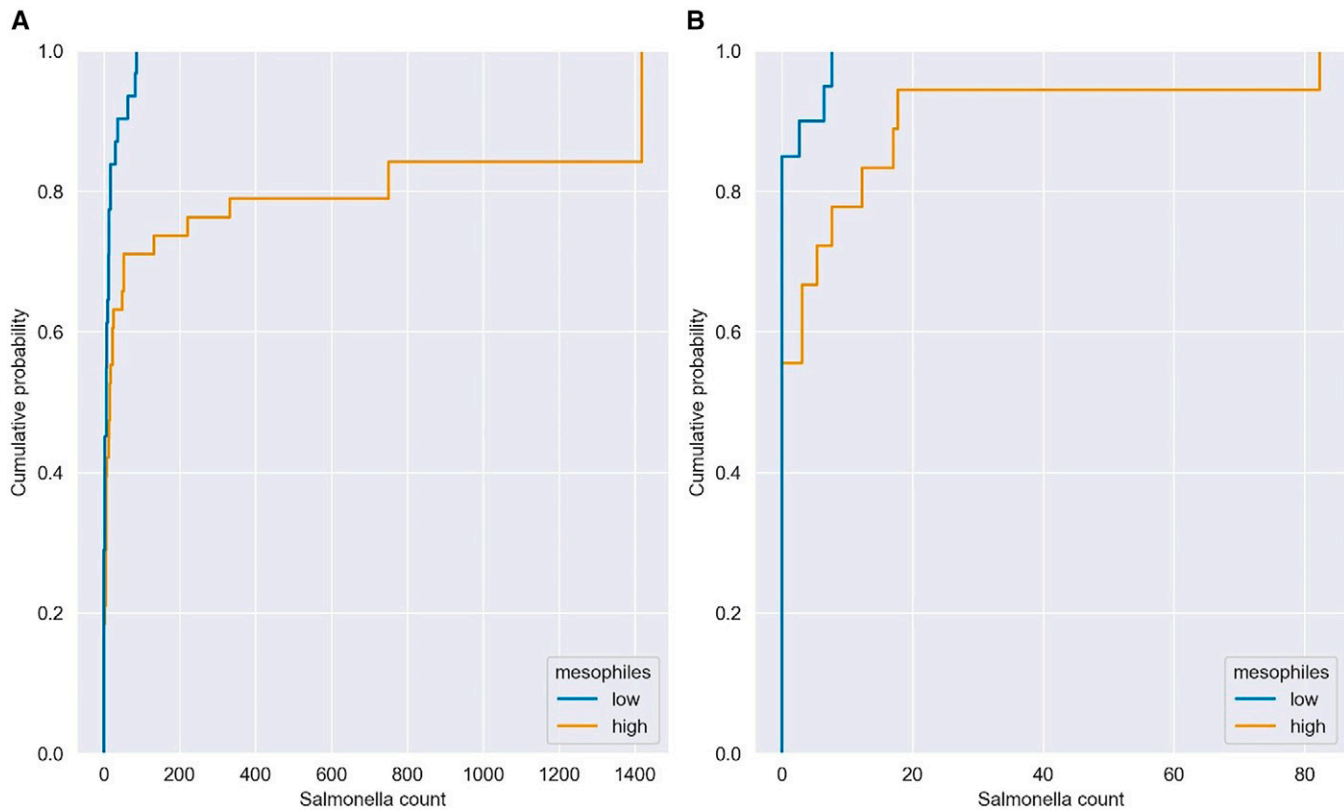 A
1.0
0.8
0.6
0.4
0.2
0.0
Cumulative probability
0 200 400 600 800 1000 1200 1400
Salmonella count
mesophiles
low
high
B
1.0
0.8
0.6
0.4
0.2
0.0
Cumulative probability
0 20 40 60 80
Salmonella count
mesophiles
low
high